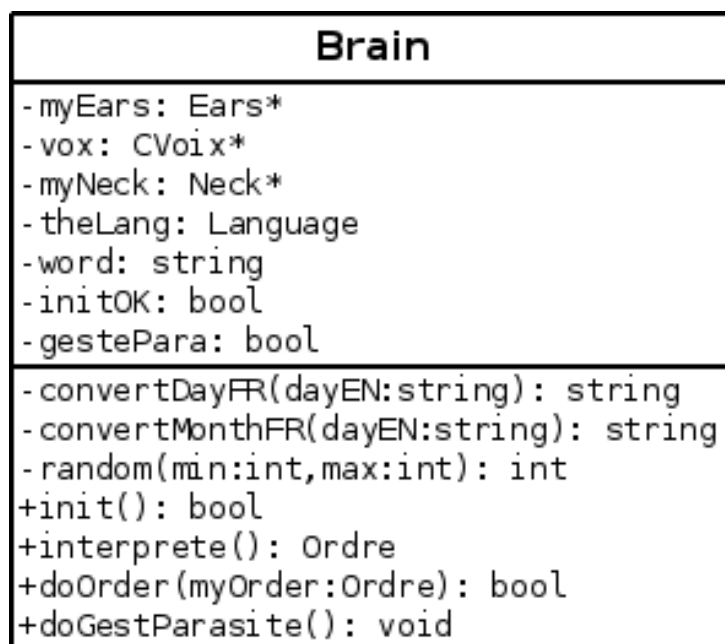 Brain
-myEars: Ears*
-vox: CVoix*
-myNeck: Neck*
-theLang: Language
-word: string
-initOK: bool
-gestePara: bool
-convertDayFR(dayEN:string): string
-convertMonthFR(dayEN:string): string
-random(min:int,max:int): int
+init(): bool
+interprete(): Ordre
+doOrder(myOrder:Ordre): bool
+doGestParasite(): void